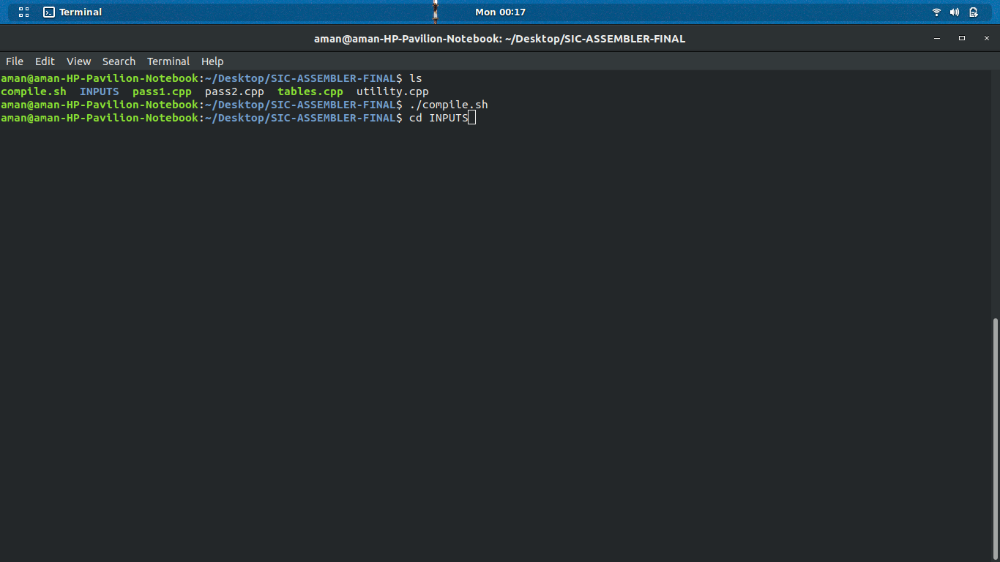 Terminal Mon 00:17
aman@aman-HP-Pavilion-Notebook: ~/Desktop/SIC-ASSEMBLER-FINAL
File Edit View Search Terminal Help
aman@aman-HP-Pavilion-Notebook:~/Desktop/SIC-ASSEMBLER-FINAL$ ls
compile.sh INPUTS pass1.cpp pass2.cpp tables.cpp utility.cpp
aman@aman-HP-Pavilion-Notebook:~/Desktop/SIC-ASSEMBLER-FINAL$ ./compile.sh
aman@aman-HP-Pavilion-Notebook:~/Desktop/SIC-ASSEMBLER-FINAL$ cd INPUTS